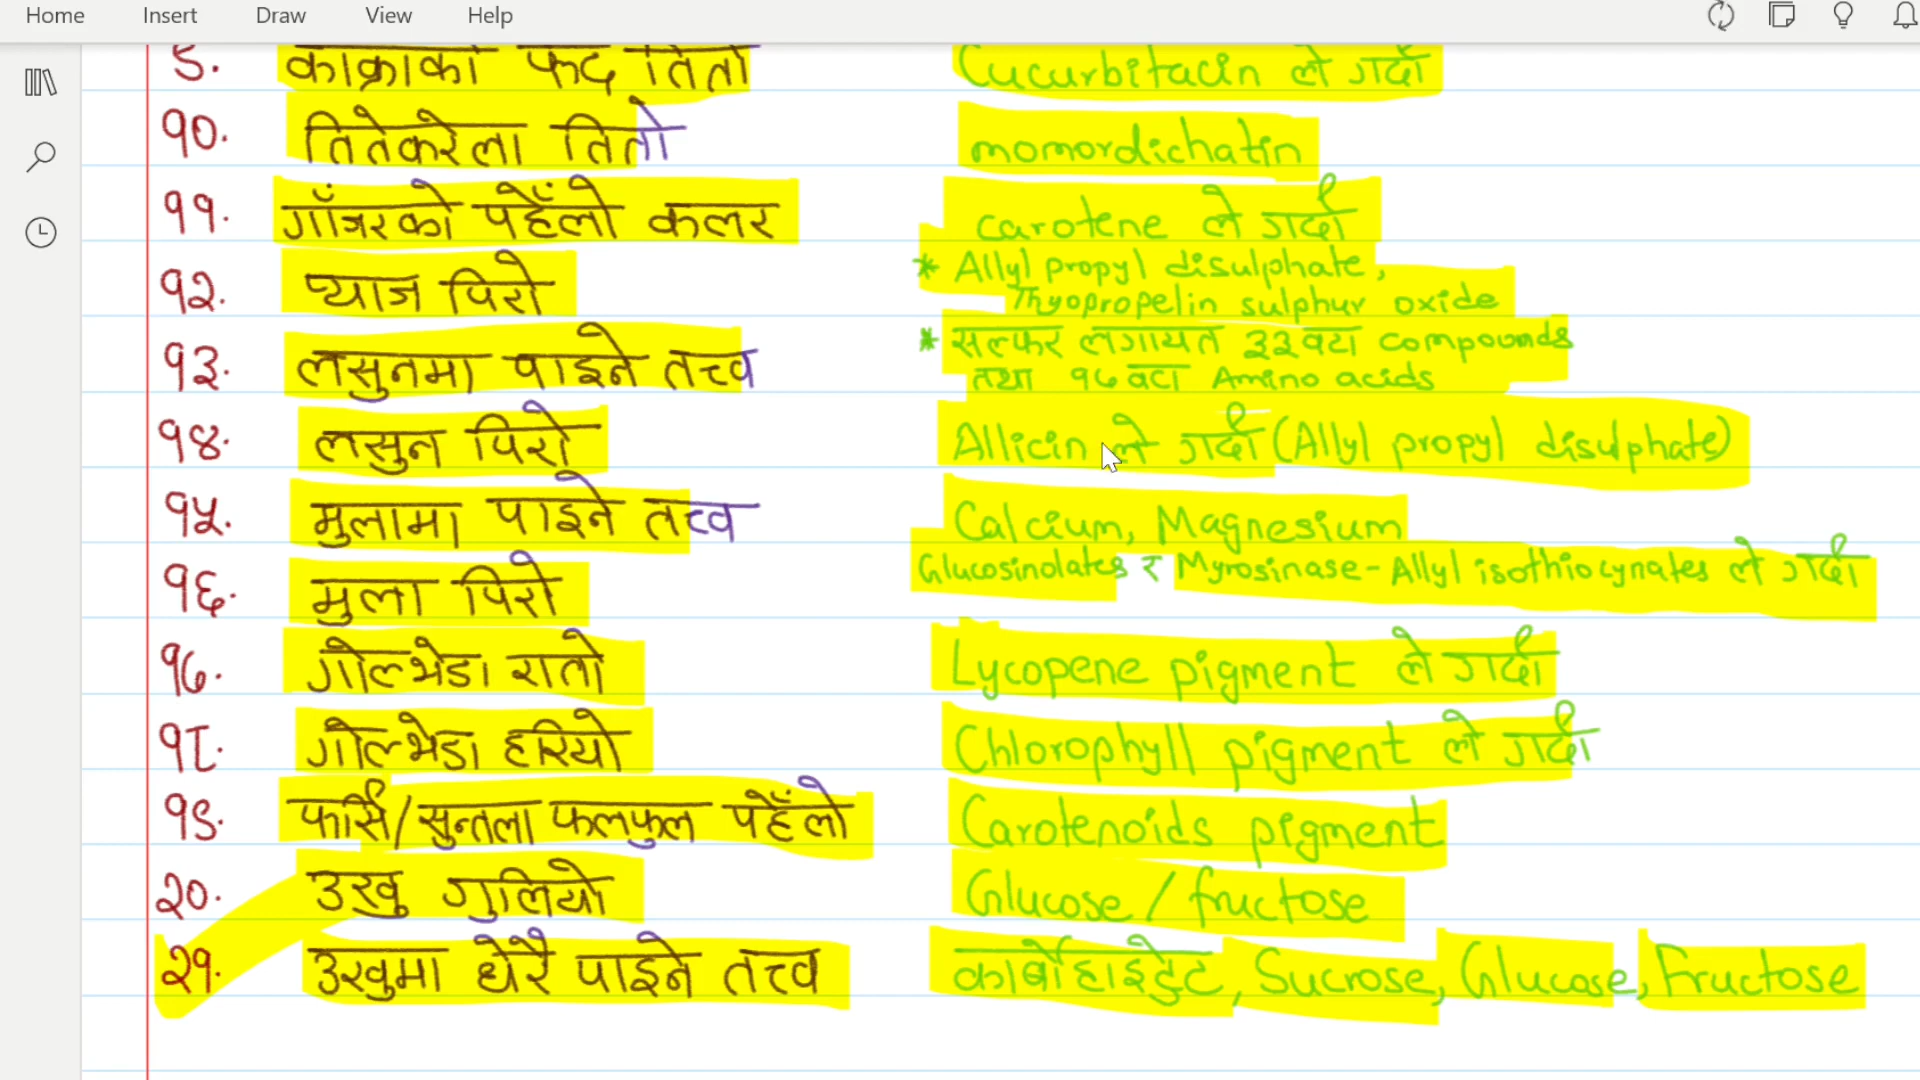 Home Insert Draw View Help
९. काक्राको फेद तितो Cucurbitacin ले गर्दा
१०. तितेकरेला तितो momordichatin
११. गाँजरको पहेँलो कलर carotene ले गर्दा
१२. प्याज पिरो * Allyl propyl disulphate,
Thyopropelin sulphur oxide
१३. लसुनमा पाइने तत्त्व * सल्फर लगायत ३३वटा compounds
तथा १७ वटा Amino acids
१४. लसुन पिरो Allicin ले गर्दा (Allyl propyl disulphate)
१५. मुलामा पाइने तत्त्व Calcium, Magnesium
१६. मुला पिरो Glucosinolates र Myrosinase-Allyl isothiocynates ले गर्दा
१७. गोलभेडा रातो Lycopene pigment ले गर्दा
१८. गोलभेडा हरियो Chlorophyll pigment ले गर्दा
१९. फर्सि/सुन्तला फलफुल पहेँलो Carotenoids pigment
२०. उखु गुलियो Glucose / fructose
२१. उखुमा धेरै पाइने तत्त्व कार्बोहाइड्रेट, Sucrose, Glucose, Fructose